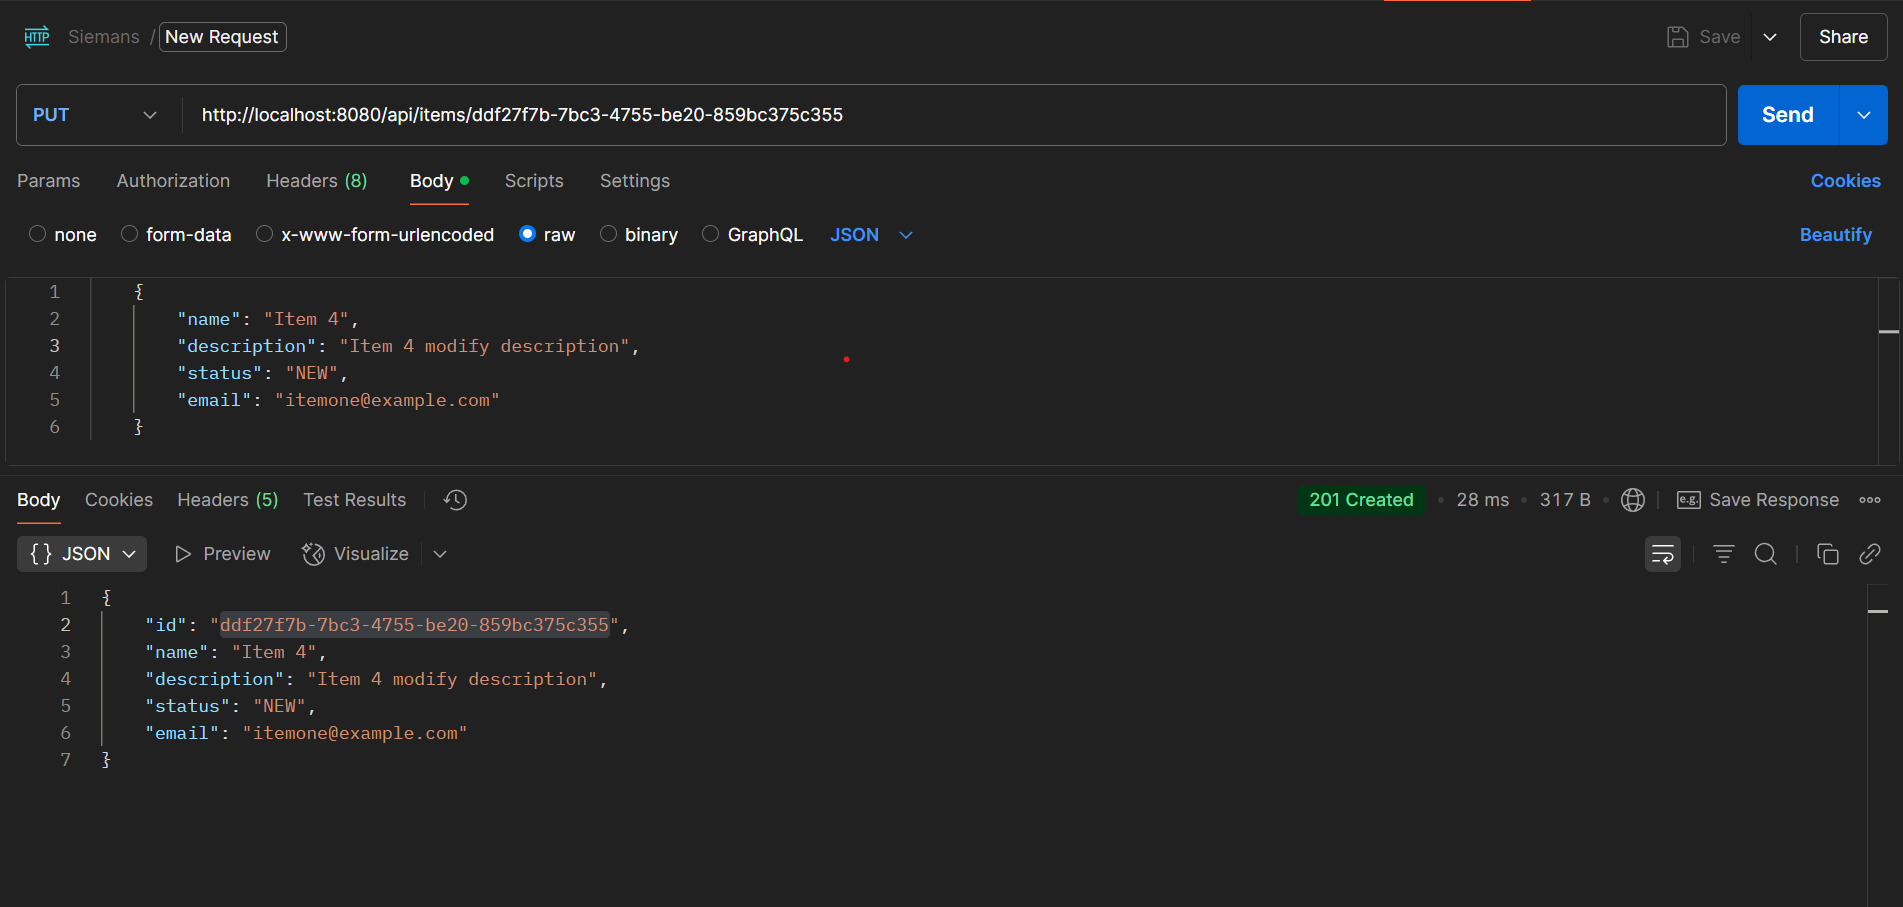 HTTP Siemans / New Request Save Share
PUT http://localhost:8080/api/items/ddf27f7b-7bc3-4755-be20-859bc375c355 Send
Params Authorization Headers (8) Body Scripts Settings Cookies
none form-data x-www-form-urlencoded raw binary GraphQL JSON Beautify
1 {
2 "name": "Item 4",
3 "description": "Item 4 modify description",
4 "status": "NEW",
5 "email": "itemone@example.com"
6 }
Body Cookies Headers (5) Test Results 201 Created • 28 ms • 317 B • e.g. Save Response
{} JSON Preview Visualize
1 {
2 "id": "ddf27f7b-7bc3-4755-be20-859bc375c355",
3 "name": "Item 4",
4 "description": "Item 4 modify description",
5 "status": "NEW",
6 "email": "itemone@example.com"
7 }